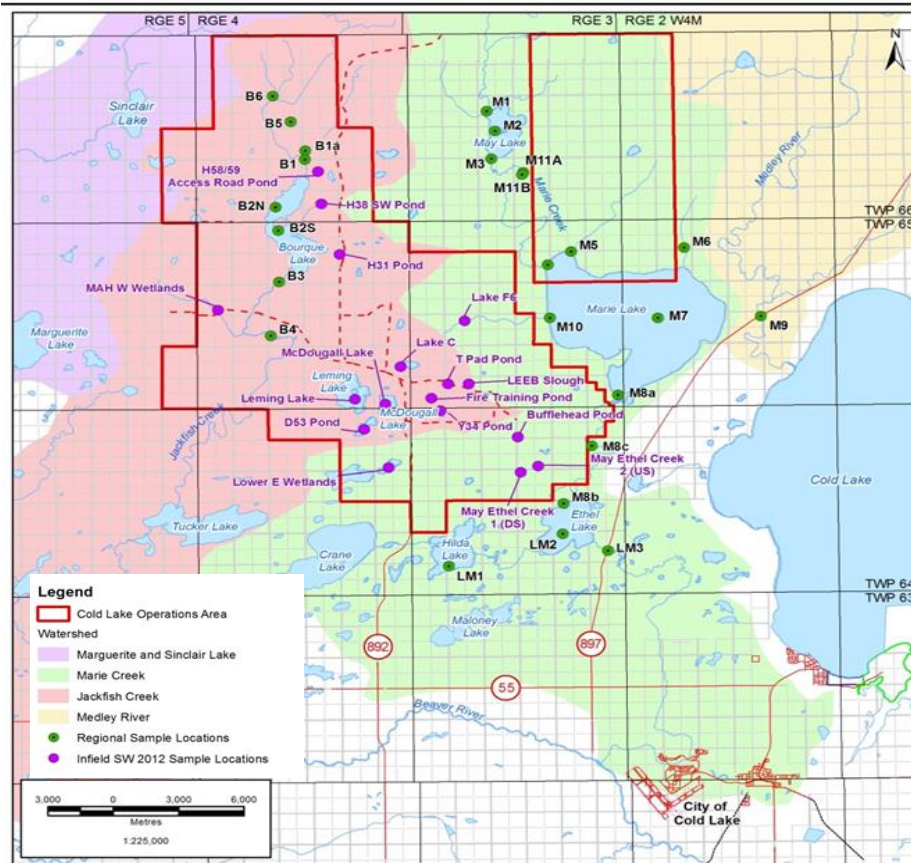 RGE 5
RGE 4
RGE 3
RGE 2 W4M
N
Sinclair
Lake
B6
B5
B1a
B1
H58/59
Access Road Pond
B2N
H38 SW Pond
B2S
Bourque
Lake
H31 Pond
B3
MAH W Wetlands
B4
Marguerite
Lake
M1
M2
May Lake
M3
M11A
M11B
Marie Creek
Medley River
TWP 66
TWP 65
M5
M6
M10
Marie Lake
M7
M9
Lake F6
Lake C
McDougall Lake
T Pad Pond
LEEB Slough
Leming
Lake
Leming Lake
Fire Training Pond
M8a
McDougall
Lake
Y34 Pond
Bufflehead Pond
D53 Pond
Jackfish Creek
M8c
May Ethel Creek
2 (US)
Lower E Wetlands
May Ethel Creek
1 (DS)
M8b
Ethel
Lake
Cold Lake
Tucker Lake
Crane
Lake
Hilda
Lake
LM2
LM3
LM1
TWP 64
TWP 63
Maloney
Lake
892
897
55
Beaver River
City of
Cold Lake
Legend
Cold Lake Operations Area
Watershed
Marguerite and Sinclair Lake
Marie Creek
Jackfish Creek
Medley River
Regional Sample Locations
Infield SW 2012 Sample Locations
3,000 0 3,000 6,000
Metres
1:225,000